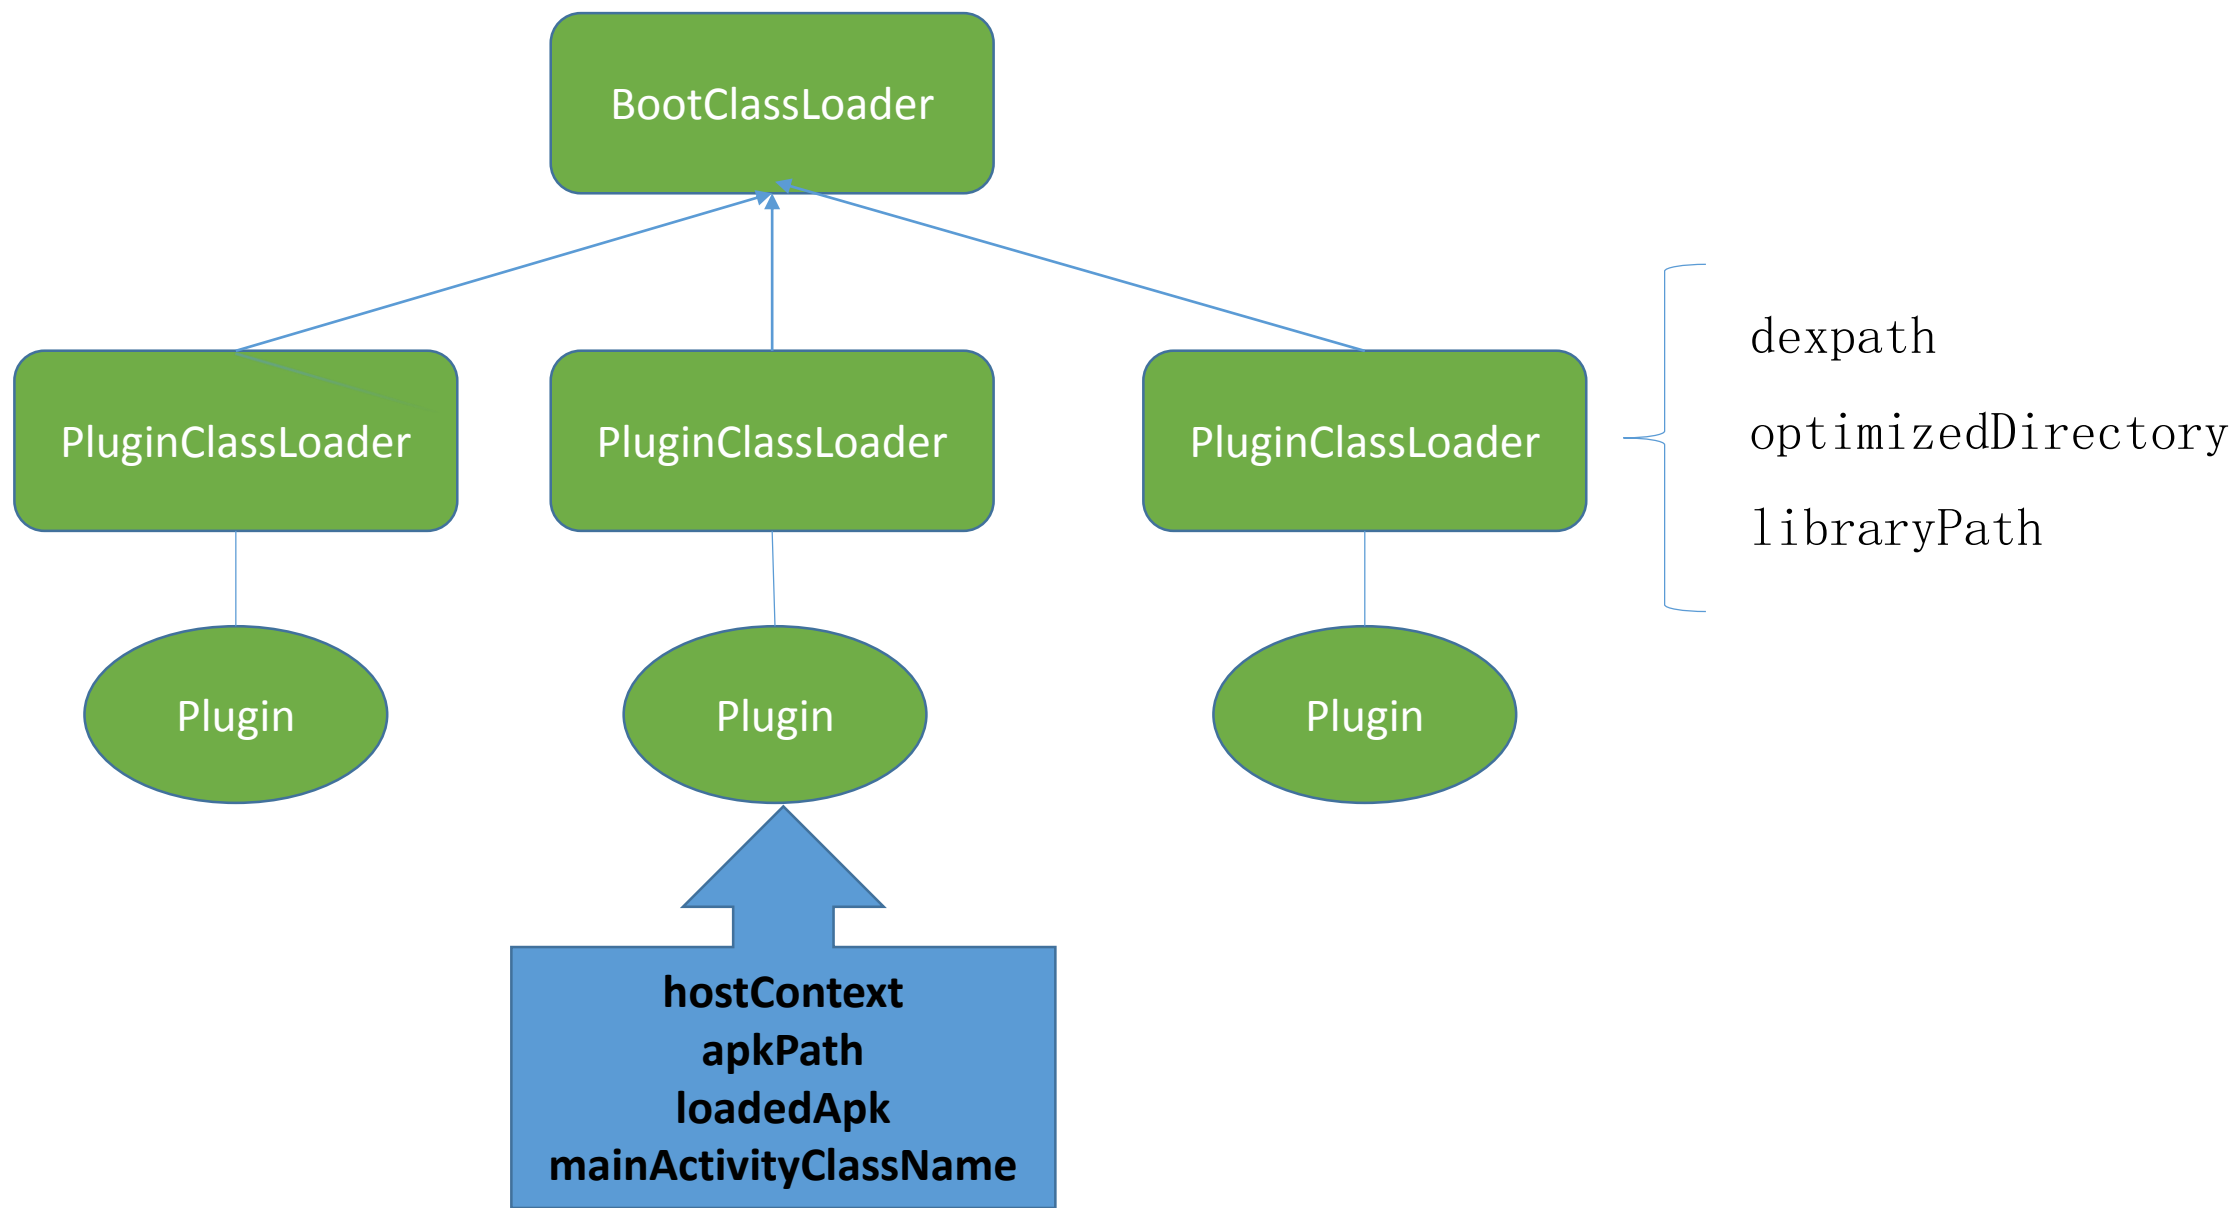 BootClassLoader
PluginClassLoader
PluginClassLoader
PluginClassLoader
dexpath
optimizedDirectory
libraryPath
Plugin
Plugin
Plugin
hostContext
apkPath
loadedApk
mainActivityClassName